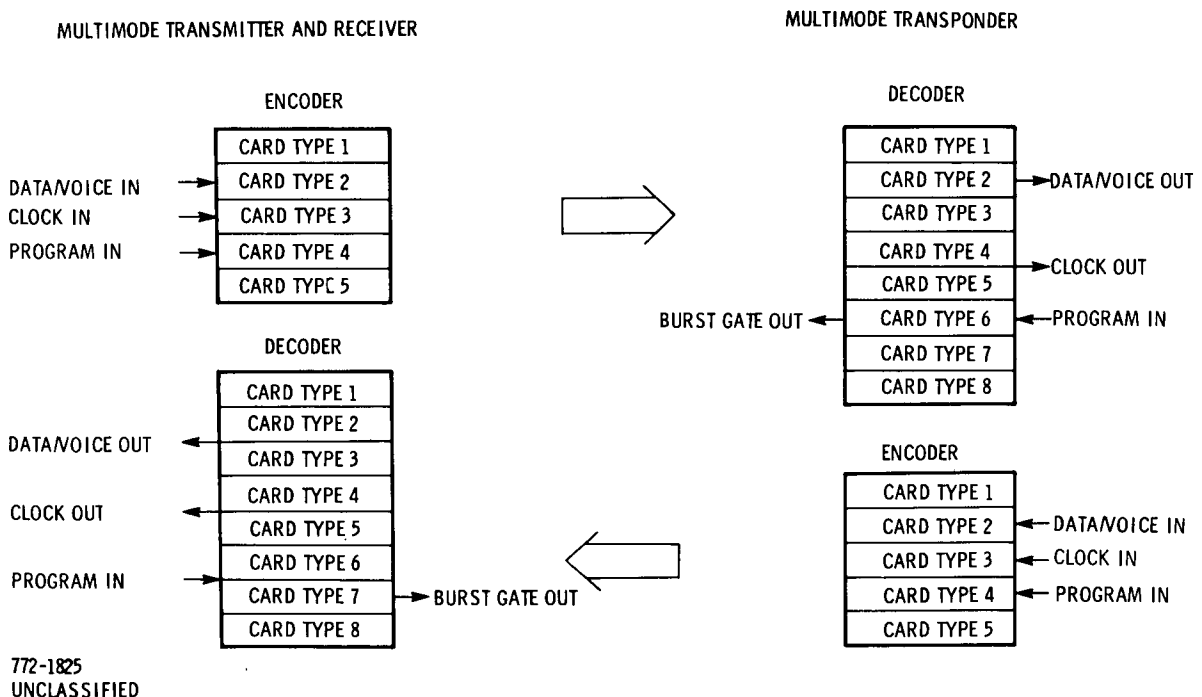 MULTIMODE TRANSMITTER AND RECEIVER
ENCODER
CARD TYPE 1
DATA/VOICE IN
CARD TYPE 2
CLOCK IN
CARD TYPE 3
PROGRAM IN
CARD TYPE 4
CARD TYPE 5
DECODER
CARD TYPE 1
CARD TYPE 2
DATA/VOICE OUT
CARD TYPE 3
CARD TYPE 4
CLOCK OUT
CARD TYPE 5
CARD TYPE 6
PROGRAM IN
CARD TYPE 7
BURST GATE OUT
CARD TYPE 8
MULTIMODE TRANSPONDER
DECODER
CARD TYPE 1
CARD TYPE 2
DATA/VOICE OUT
CARD TYPE 3
CARD TYPE 4
CLOCK OUT
CARD TYPE 5
BURST GATE OUT
CARD TYPE 6
PROGRAM IN
CARD TYPE 7
CARD TYPE 8
ENCODER
CARD TYPE 1
CARD TYPE 2
DATA/VOICE IN
CARD TYPE 3
CLOCK IN
CARD TYPE 4
PROGRAM IN
CARD TYPE 5
772-1825
UNCLASSIFIED